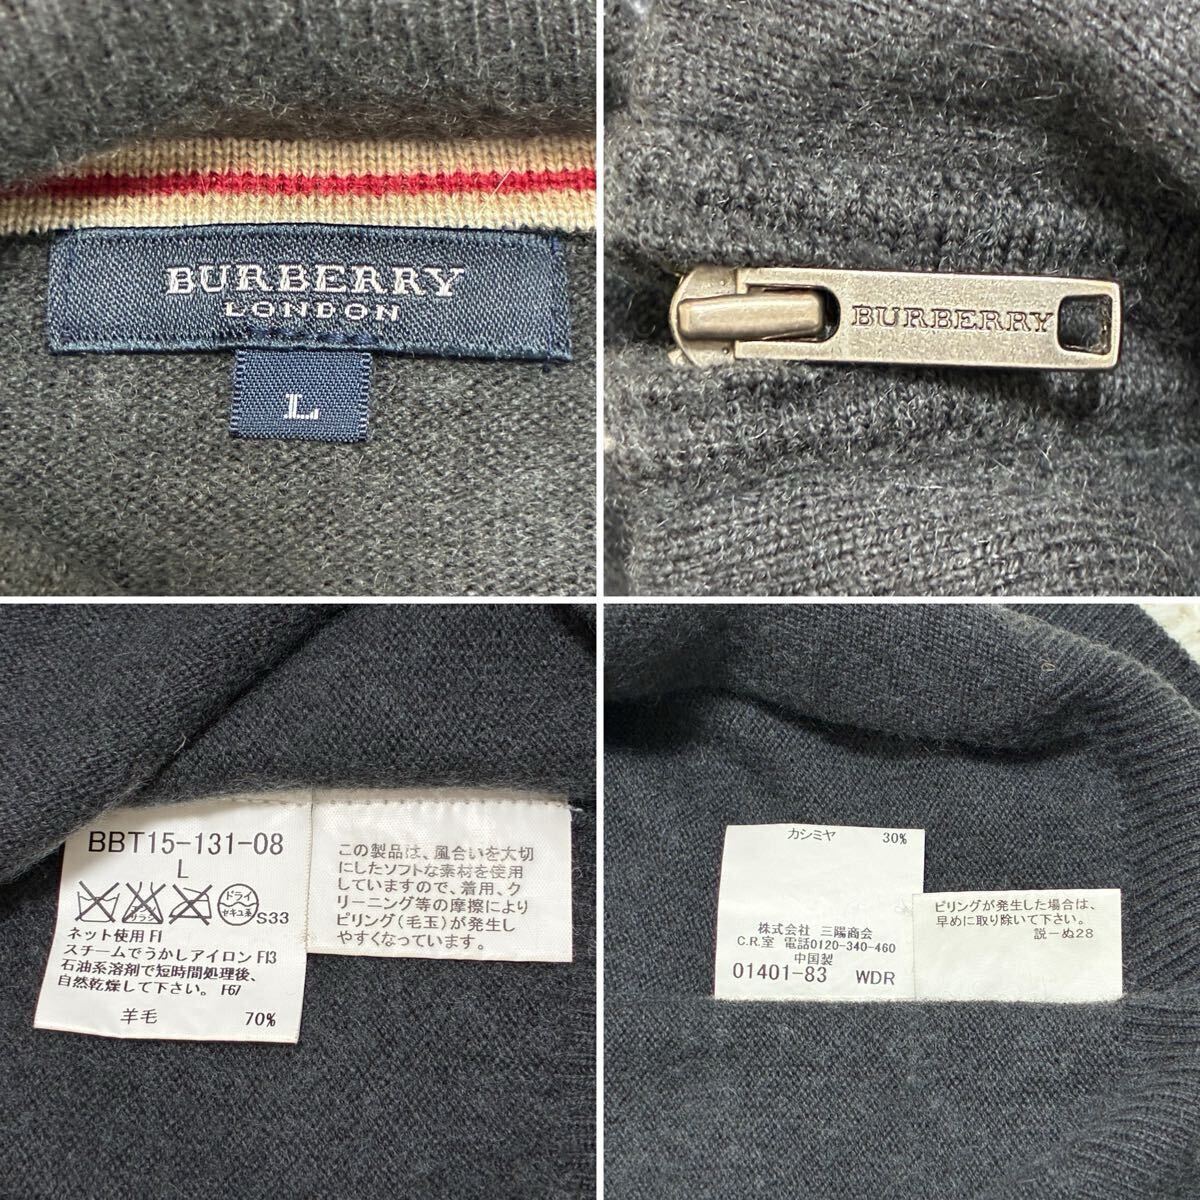 BURBERRY
LONDON
L
BURBERRY
BBT15-131-08
L
ドライ
セキユ系
S33
ネット使用 F1
スチームでうかしアイロン F13
石油系溶剤で短時間処理後、
自然乾燥して下さい。 F67
羊毛 70%
この製品は、風合いを大切
にしたソフトな素材を使用
していますので、着用、ク
リーニング等の摩擦により
ピリング(毛玉)が発生し
やすくなっています。
カシミヤ 30%
株式会社 三陽商会
C.R.室 電話0120-340-460
中国製
01401-83 WDR
ピリングが発生した場合は、
早めに取り除いて下さい。
説-ぬ28